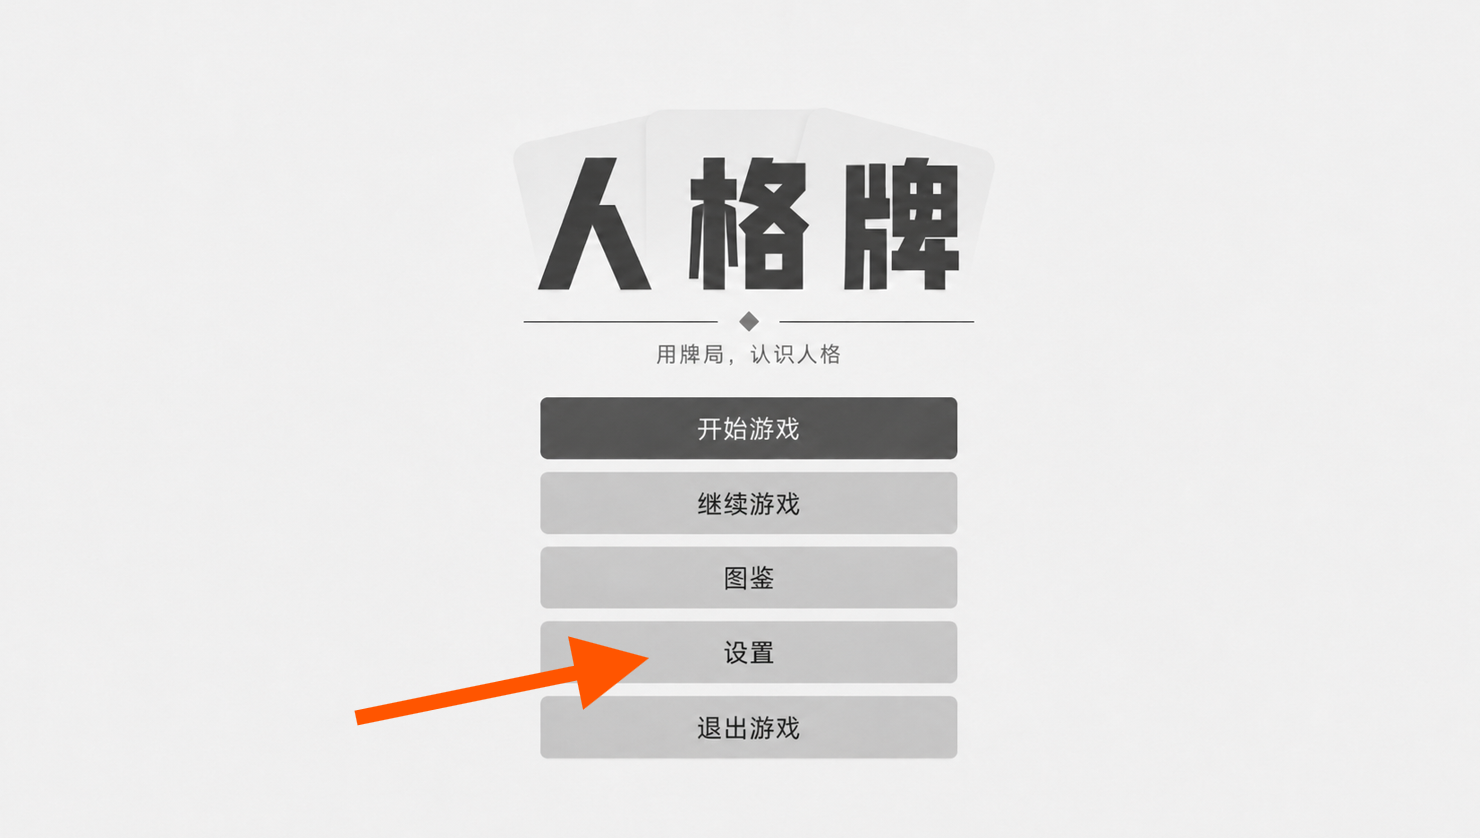 人格牌
用牌局，认识人格
开始游戏
继续游戏
图鉴
设置
退出游戏